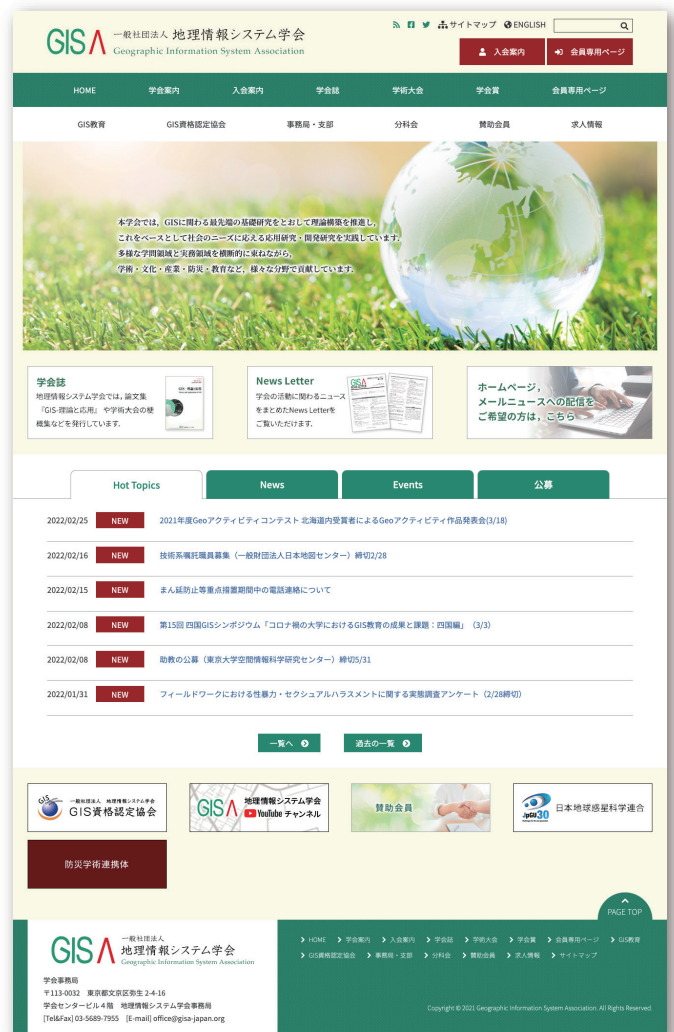 GISA 一般社団法人 地理情報システム学会
Geographic Information System Association
サイトマップ ENGLISH
入会案内 会員専用ページ
HOME 学会案内 入会案内 学会誌 学術大会 学会賞 会員専用ページ
GIS教育 GIS資格認定協会 事務局・支部 分科会 賛助会員 求人情報
本学会では，GISに関わる最先端の基礎研究をとおして理論構築を推進し，
これをベースとして社会のニーズに応える応用研究・開発研究を実践しています．
多様な学問領域と実務領域を横断的に束ねながら，
学術・文化・産業・防災・教育など，様々な分野で貢献しています．
学会誌
地理情報システム学会では，論文集
『GIS-理論と応用』 や学術大会の梗
概集などを発行しています．
News Letter
学会の活動に関わるニュース
をまとめたNews Letterを
ご覧いただけます．
ホームページ，
メールニュースへの配信を
ご希望の方は，こちら
Hot Topics News Events 公募
2022/02/25 NEW 2021年度Geoアクティビティコンテスト 北海道内受賞者によるGeoアクティビティ作品発表会(3/18)
2022/02/16 NEW 技術系嘱託職員募集（一般財団法人日本地図センター）締切2/28
2022/02/15 NEW まん延防止等重点措置期間中の電話連絡について
2022/02/08 NEW 第15回 四国GISシンポジウム「コロナ禍の大学におけるGIS教育の成果と課題：四国編」（3/3）
2022/02/08 NEW 助教の公募（東京大学空間情報科学研究センター）締切5/31
2022/01/31 NEW フィールドワークにおける性暴力・セクシュアルハラスメントに関する実態調査アンケート（2/28締切）
一覧へ 過去の一覧
一般社団法人 地理情報システム学会
GIS資格認定協会
GISA 地理情報システム学会
YouTube チャンネル
賛助会員
JpGU30 日本地球惑星科学連合
防災学術連携体
PAGE TOP
GISA 一般社団法人
地理情報システム学会
Geographic Information System Association
学会事務局
〒113-0032 東京都文京区弥生 2-4-16
学会センタービル４階 地理情報システム学会事務局
[Tel&Fax] 03-5689-7955 [E-mail] office@gisa-japan.org
HOME 学会案内 入会案内 学会誌 学術大会 学会賞 会員専用ページ GIS教育
GIS資格認定協会 事務局・支部 分科会 賛助会員 求人情報 サイトマップ
Copyright © 2021 Geographic Information System Association. All Rights Reserved.